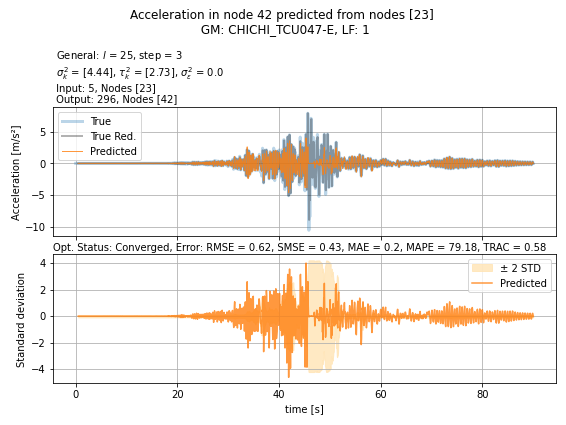 Acceleration in node 42 predicted from nodes [23]
GM: CHICHI_TCU047-E, LF: 1
General: l = 25, step = 3
σ²ₖ = [4.44], τ²ₖ = [2.73], σ²ε = 0.0
Input: 5, Nodes [23]
Output: 296, Nodes [42]
True
True Red.
Predicted
Acceleration [m/s²]
5
0
−5
−10
Opt. Status: Converged, Error: RMSE = 0.62, SMSE = 0.43, MAE = 0.2, MAPE = 79.18, TRAC = 0.58
± 2 STD
Predicted
Standard deviation
4
2
0
−2
−4
0 20 40 60 80
time [s]